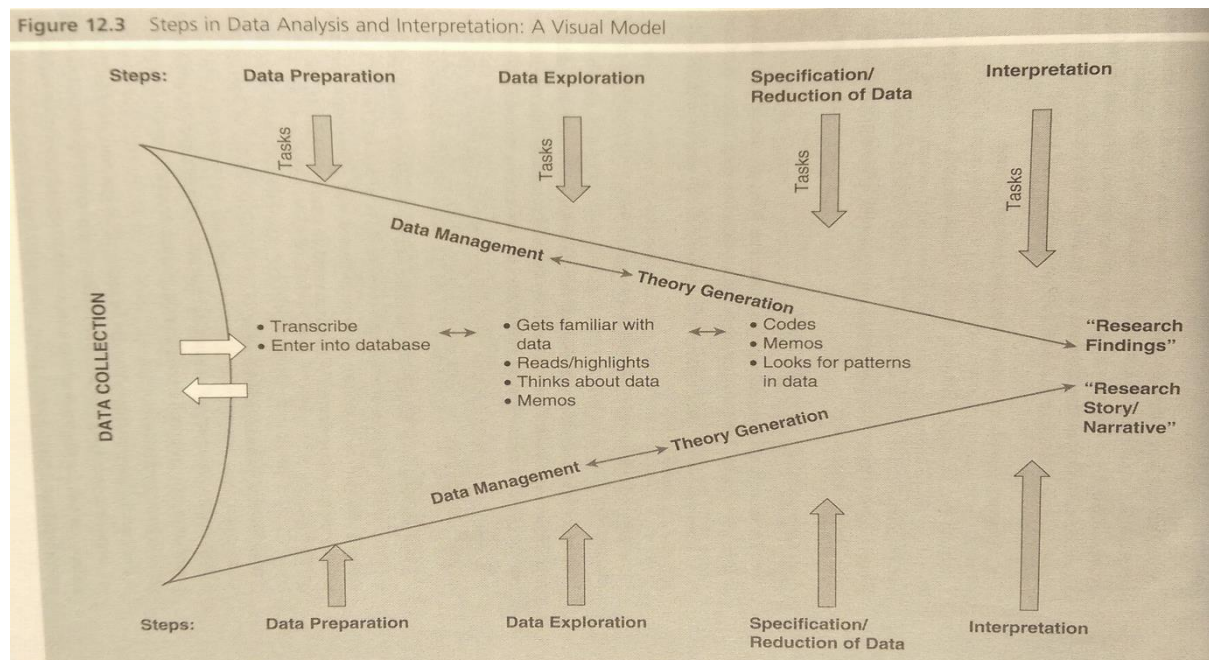 Figure 12.3 Steps in Data Analysis and Interpretation: A Visual Model
Steps:
Data Preparation
Data Exploration
Specification/
Reduction of Data
Interpretation
Tasks
Tasks
Tasks
Tasks
Data Management
Theory Generation
DATA COLLECTION
• Transcribe
• Enter into database
• Gets familiar with
data
• Reads/highlights
• Thinks about data
• Memos
• Codes
• Memos
• Looks for patterns
in data
“Research
Findings”
“Research
Story/
Narrative”
Data Management
Theory Generation
Steps:
Data Preparation
Data Exploration
Specification/
Reduction of Data
Interpretation